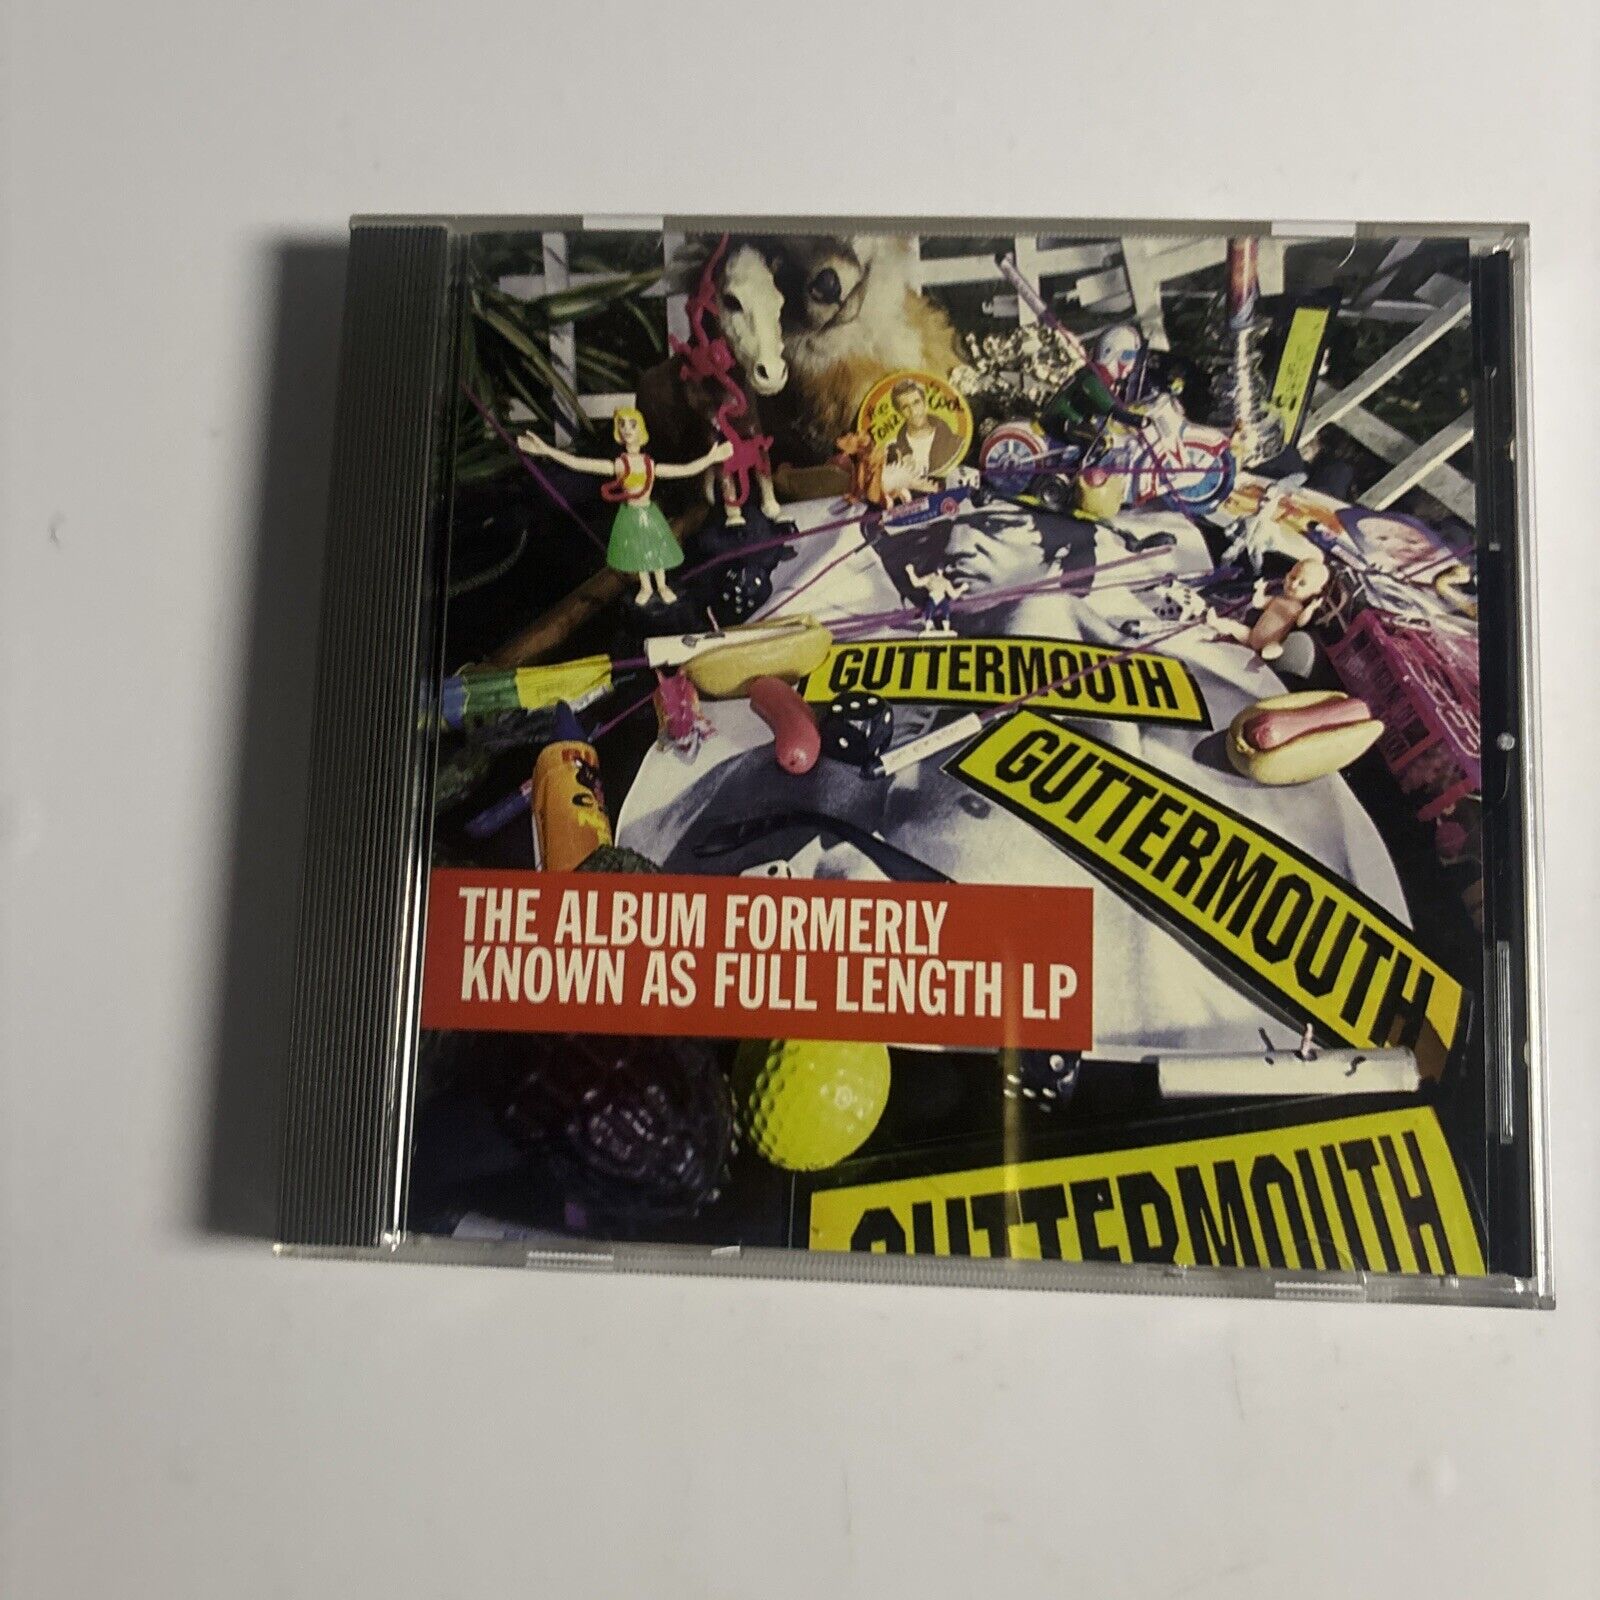 GUTTERMOUTH
GUTTERMOUTH
THE ALBUM FORMERLY
KNOWN AS FULL LENGTH LP
GUTTERMOUTH